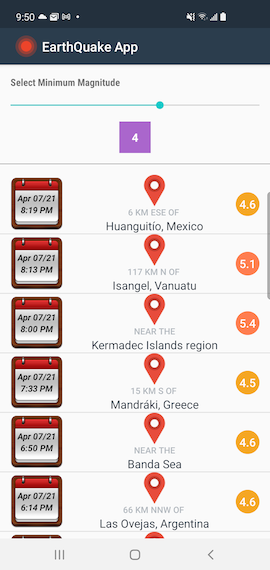 9:50
EarthQuake App
Select Minimum Magnitude
4
Apr 07/21
8:19 PM
6 KM ESE OF
Huanguitío, Mexico
4.6
Apr 07/21
8:13 PM
117 KM N OF
Isangel, Vanuatu
5.1
Apr 07/21
8:00 PM
NEAR THE
Kermadec Islands region
5.4
Apr 07/21
7:33 PM
15 KM S OF
Mandráki, Greece
4.5
Apr 07/21
6:50 PM
NEAR THE
Banda Sea
4.6
Apr 07/21
6:14 PM
66 KM NNW OF
Las Ovejas, Argentina
4.6